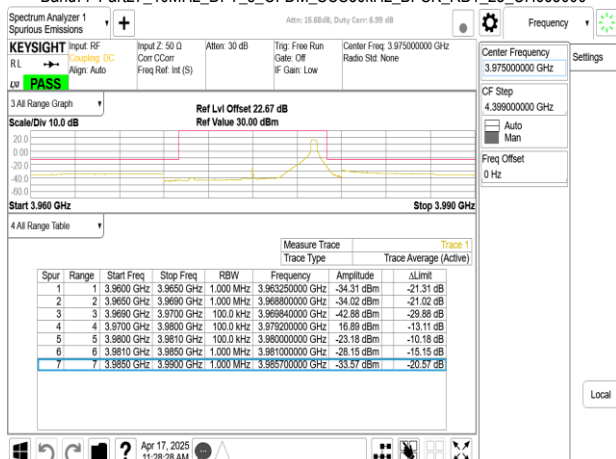 Spectrum Analyzer 1
Spurious Emissions
Attn: 15.68dB, Duty Corr: 6.99 dB
Frequency
KEYSIGHT Input: RF Input Z: 50 Ω Atten: 30 dB Trig: Free Run Center Freq: 3.975000000 GHz
RL Coupling: DC Corr CCorr Gate: Off Radio Std: None
Align: Auto Freq Ref: Int (S) IF Gain: Low
PASS
Center Frequency
3.975000000 GHz
Settings
CF Step
4.399000000 GHz
Auto
Man
Freq Offset
0 Hz
3 All Range Graph
Ref Lvl Offset 22.67 dB
Scale/Div 10.0 dB Ref Value 30.00 dBm
20.0
0.00
-20.0
-40.0
-60.0
Start 3.960 GHz Stop 3.990 GHz
4 All Range Table
Measure Trace Trace 1
Trace Type Trace Average (Active)
Spur Range Start Freq Stop Freq RBW Frequency Amplitude ΔLimit
1 1 3.9600 GHz 3.9650 GHz 1.000 MHz 3.963250000 GHz -34.31 dBm -21.31 dB
2 2 3.9650 GHz 3.9690 GHz 1.000 MHz 3.968800000 GHz -34.02 dBm -21.02 dB
3 3 3.9690 GHz 3.9700 GHz 100.0 kHz 3.969840000 GHz -42.88 dBm -29.88 dB
4 4 3.9700 GHz 3.9800 GHz 100.0 kHz 3.979200000 GHz 16.89 dBm -13.11 dB
5 5 3.9800 GHz 3.9810 GHz 100.0 kHz 3.980000000 GHz -23.18 dBm -10.18 dB
6 6 3.9810 GHz 3.9850 GHz 1.000 MHz 3.981000000 GHz -28.15 dBm -15.15 dB
7 7 3.9850 GHz 3.9900 GHz 1.000 MHz 3.985700000 GHz -33.57 dBm -20.57 dB
Local
Apr 17, 2025
11:28:28 AM